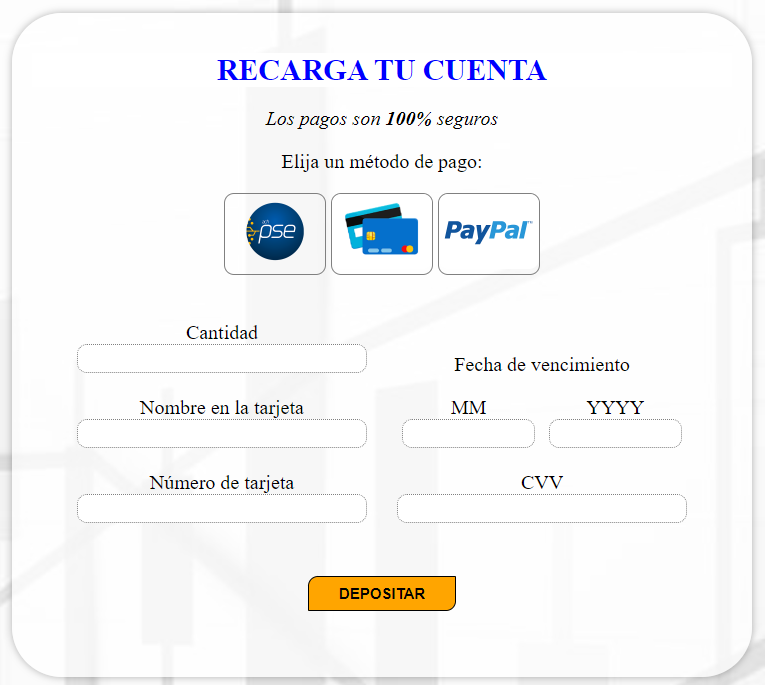 RECARGA TU CUENTA
Los pagos son 100% seguros
Elija un método de pago:
pse
PayPal™
Cantidad
Fecha de vencimiento
Nombre en la tarjeta
MM
YYYY
Número de tarjeta
CVV
DEPOSITAR